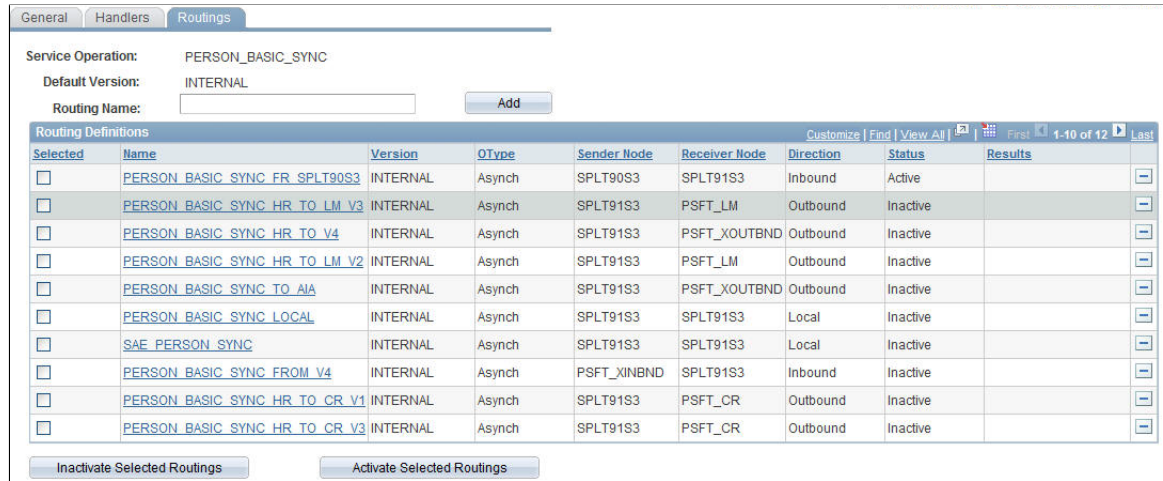 General Handlers Routings
Service Operation: PERSON_BASIC_SYNC
Default Version: INTERNAL
Routing Name: Add
Routing Definitions Customize | Find | View All | | First 1-10 of 12 Last
Selected Name Version OType Sender Node Receiver Node Direction Status Results
PERSON_BASIC_SYNC_FR_SPLT90S3 INTERNAL Asynch SPLT90S3 SPLT91S3 Inbound Active
PERSON_BASIC_SYNC_HR_TO_LM_V3 INTERNAL Asynch SPLT91S3 PSFT_LM Outbound Inactive
PERSON_BASIC_SYNC_HR_TO_V4 INTERNAL Asynch SPLT91S3 PSFT_XOUTBND Outbound Inactive
PERSON_BASIC_SYNC_HR_TO_LM_V2 INTERNAL Asynch SPLT91S3 PSFT_LM Outbound Inactive
PERSON_BASIC_SYNC_TO_AIA INTERNAL Asynch SPLT91S3 PSFT_XOUTBND Outbound Inactive
PERSON_BASIC_SYNC_LOCAL INTERNAL Asynch SPLT91S3 SPLT91S3 Local Inactive
SAE_PERSON_SYNC INTERNAL Asynch SPLT91S3 SPLT91S3 Local Inactive
PERSON_BASIC_SYNC_FROM_V4 INTERNAL Asynch PSFT_XINBND SPLT91S3 Inbound Inactive
PERSON_BASIC_SYNC_HR_TO_CR_V1 INTERNAL Asynch SPLT91S3 PSFT_CR Outbound Inactive
PERSON_BASIC_SYNC_HR_TO_CR_V3 INTERNAL Asynch SPLT91S3 PSFT_CR Outbound Inactive
Inactivate Selected Routings Activate Selected Routings